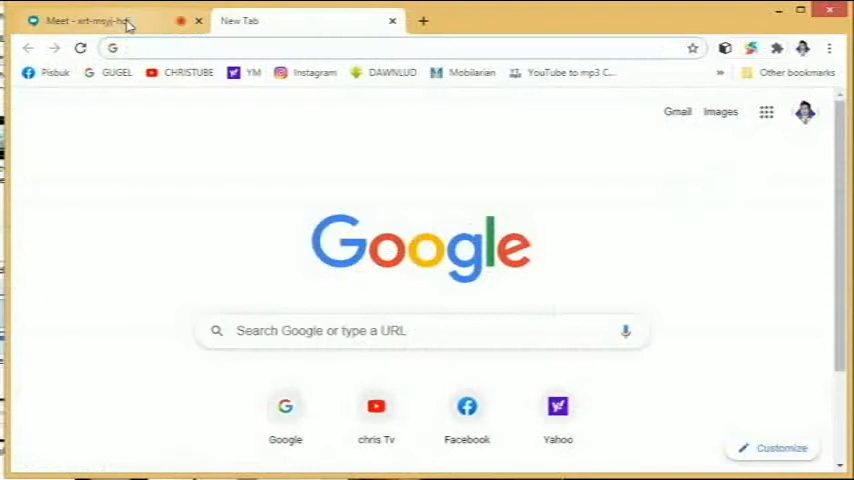 Meet - xrt-msyj-hdi
New Tab
Pisbuk GUGEL CHRISTUBE YM Instagram DAWNLUD Mobilarian YouTube to mp3 C... » Other bookmarks
Gmail Images
Google
Search Google or type a URL
Google chris Tv Facebook Yahoo
Customize